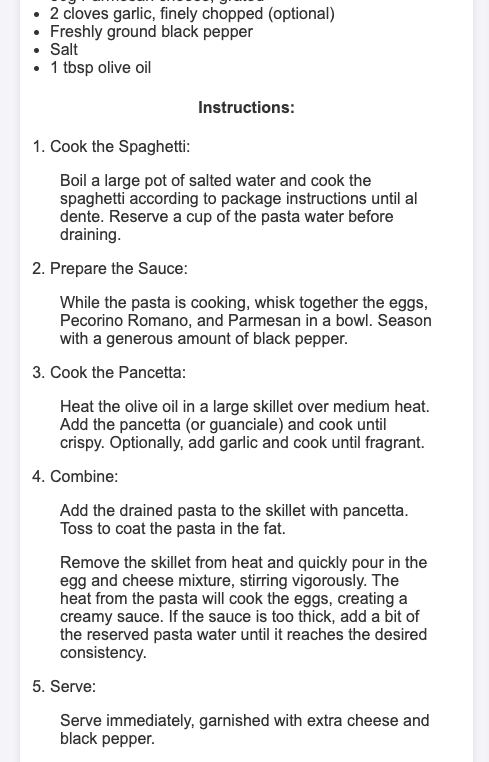 • 2 cloves garlic, finely chopped (optional)
• Freshly ground black pepper
• Salt
• 1 tbsp olive oil
Instructions:
1. Cook the Spaghetti:
Boil a large pot of salted water and cook the
spaghetti according to package instructions until al
dente. Reserve a cup of the pasta water before
draining.
2. Prepare the Sauce:
While the pasta is cooking, whisk together the eggs,
Pecorino Romano, and Parmesan in a bowl. Season
with a generous amount of black pepper.
3. Cook the Pancetta:
Heat the olive oil in a large skillet over medium heat.
Add the pancetta (or guanciale) and cook until
crispy. Optionally, add garlic and cook until fragrant.
4. Combine:
Add the drained pasta to the skillet with pancetta.
Toss to coat the pasta in the fat.
Remove the skillet from heat and quickly pour in the
egg and cheese mixture, stirring vigorously. The
heat from the pasta will cook the eggs, creating a
creamy sauce. If the sauce is too thick, add a bit of
the reserved pasta water until it reaches the desired
consistency.
5. Serve:
Serve immediately, garnished with extra cheese and
black pepper.